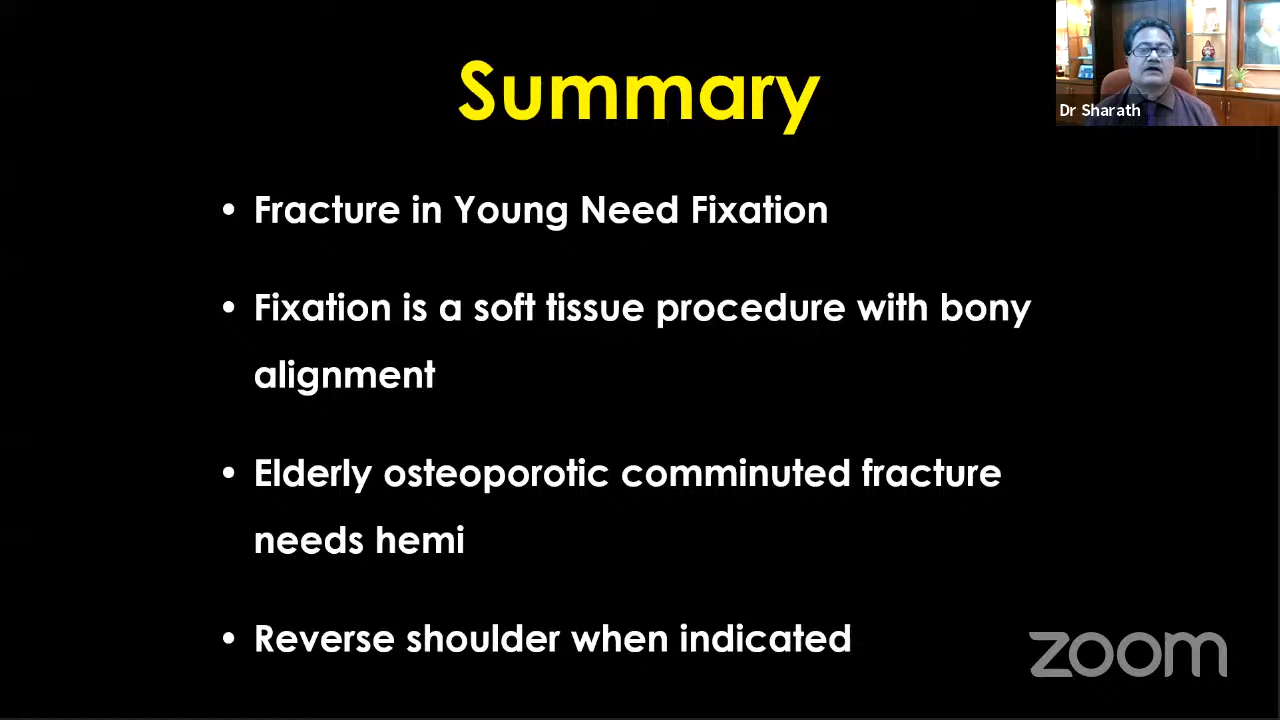 Summary
Dr Sharath
• Fracture in Young Need Fixation
• Fixation is a soft tissue procedure with bony
alignment
• Elderly osteoporotic comminuted fracture
needs hemi
• Reverse shoulder when indicated
zoom